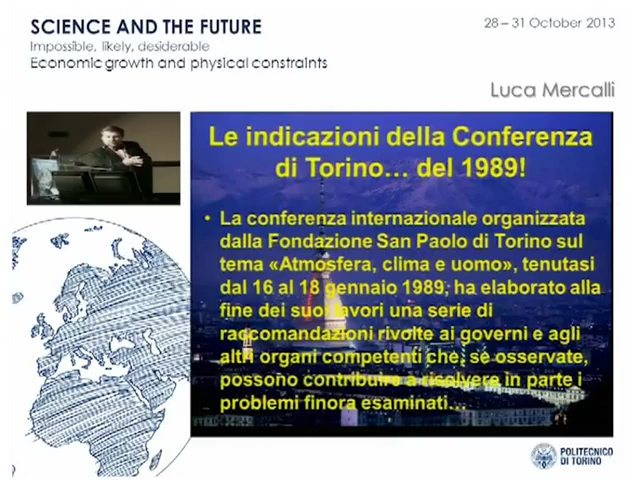 SCIENCE AND THE FUTURE
28 – 31 October 2013
Impossible, likely, desiderable
Economic growth and physical constraints
Luca Mercalli
Le indicazioni della Conferenza
di Torino... del 1989!
• La conferenza internazionale organizzata
dalla Fondazione San Paolo di Torino sul
tema «Atmosfera, clima e uomo», tenutasi
dal 16 al 18 gennaio 1989, ha elaborato alla
fine dei suoi lavori una serie di
raccomandazioni rivolte ai governi e agli
altri organi competenti che, se osservate,
possono contribuire a risolvere in parte i
problemi finora esaminati...
POLITECNICO
DI TORINO